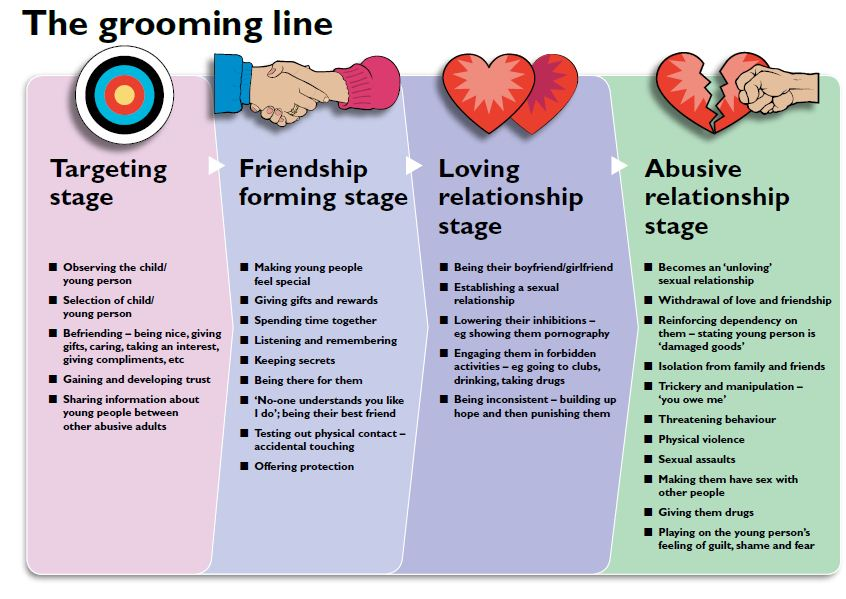 The grooming line
Targeting
stage
■ Observing the child/
young person
■ Selection of child/
young person
■ Befriending – being nice, giving
gifts, caring, taking an interest,
giving compliments, etc
■ Gaining and developing trust
■ Sharing information about
young people between
other abusive adults
Friendship
forming stage
■ Making young people
feel special
■ Giving gifts and rewards
■ Spending time together
■ Listening and remembering
■ Keeping secrets
■ Being there for them
■ ‘No-one understands you like
I do’; being their best friend
■ Testing out physical contact –
accidental touching
■ Offering protection
Loving
relationship
stage
■ Being their boyfriend/girlfriend
■ Establishing a sexual
relationship
■ Lowering their inhibitions –
eg showing them pornography
■ Engaging them in forbidden
activities – eg going to clubs,
drinking, taking drugs
■ Being inconsistent – building up
hope and then punishing them
Abusive
relationship
stage
■ Becomes an ‘unloving’
sexual relationship
■ Withdrawal of love and friendship
■ Reinforcing dependency on
them – stating young person is
‘damaged goods’
■ Isolation from family and friends
■ Trickery and manipulation –
‘you owe me’
■ Threatening behaviour
■ Physical violence
■ Sexual assaults
■ Making them have sex with
other people
■ Giving them drugs
■ Playing on the young person’s
feeling of guilt, shame and fear